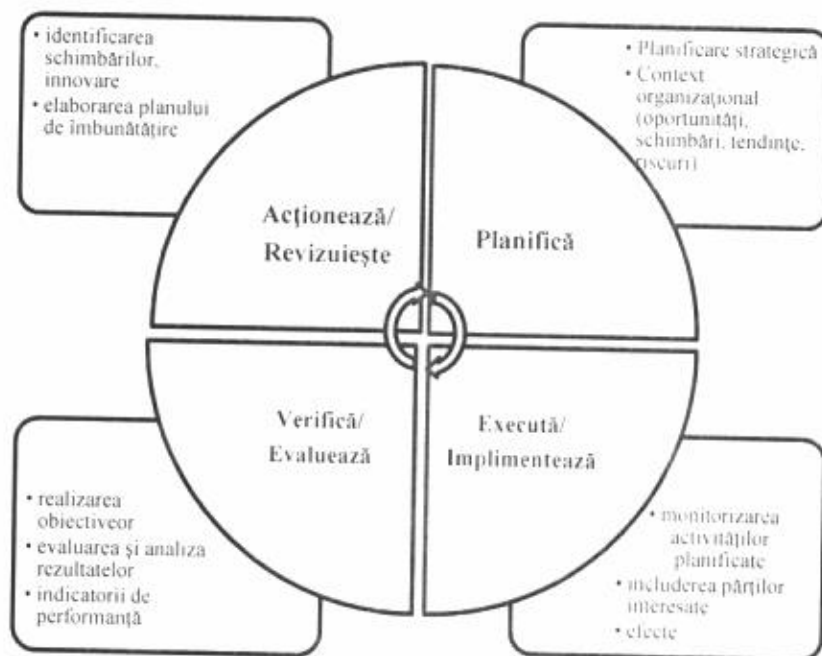 • identificarea
schimbărilor,
innovare
• elaborarea planului
de îmbunătățire
• Planificare strategică
• Context
organizațional
(oportunități,
schimbări, tendințe,
riscuri)
Acționează/
Revizuiește
Planifică
Verifică/
Evaluează
Execută/
Implimentează
• realizarea
obiectiveor
• evaluarea și analiza
rezultatelor
• indicatorii de
performanță
• monitorizarea
activităților
planificate
• includerea părților
interesate
• efecte